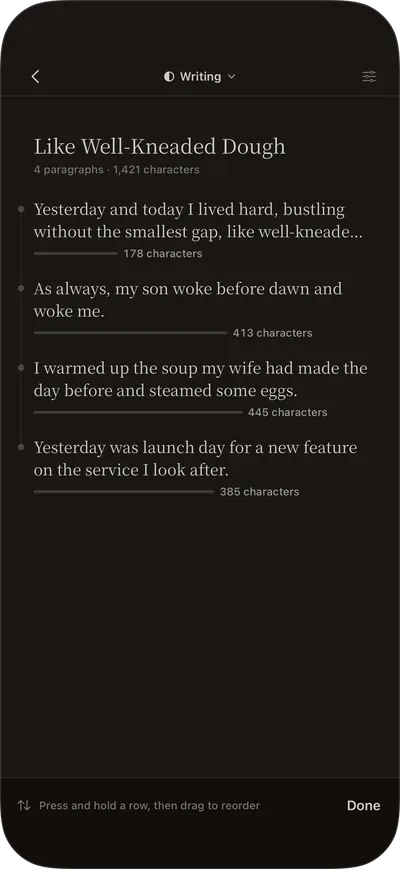 Writing
Like Well-Kneaded Dough
4 paragraphs · 1,421 characters
Yesterday and today I lived hard, bustling
without the smallest gap, like well-kneade...
178 characters
As always, my son woke before dawn and
woke me.
413 characters
I warmed up the soup my wife had made the
day before and steamed some eggs.
445 characters
Yesterday was launch day for a new feature
on the service I look after.
385 characters
Press and hold a row, then drag to reorder
Done